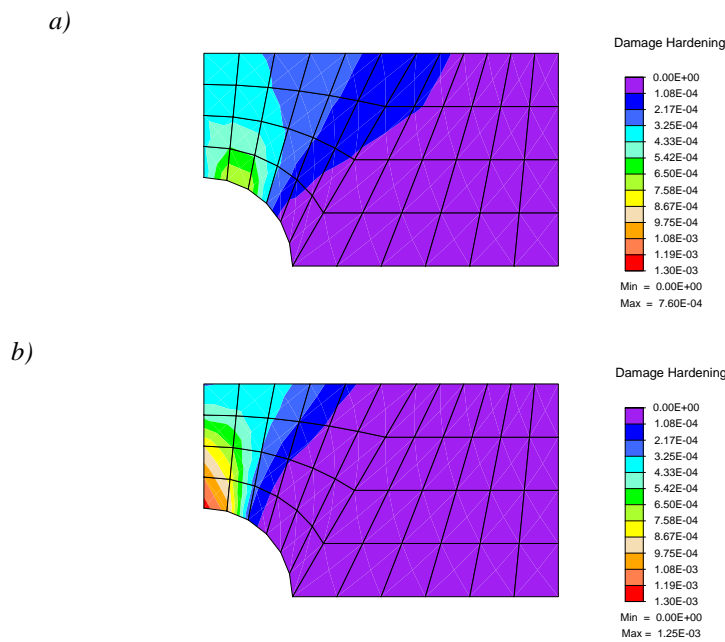 a)
Damage Hardening
0.00E+00
1.08E-04
2.17E-04
3.25E-04
4.33E-04
5.42E-04
6.50E-04
7.58E-04
8.67E-04
9.75E-04
1.08E-03
1.19E-03
1.30E-03
Min = 0.00E+00
Max = 7.60E-04
b)
Damage Hardening
0.00E+00
1.08E-04
2.17E-04
3.25E-04
4.33E-04
5.42E-04
6.50E-04
7.58E-04
8.67E-04
9.75E-04
1.08E-03
1.19E-03
1.30E-03
Min = 0.00E+00
Max = 1.25E-03